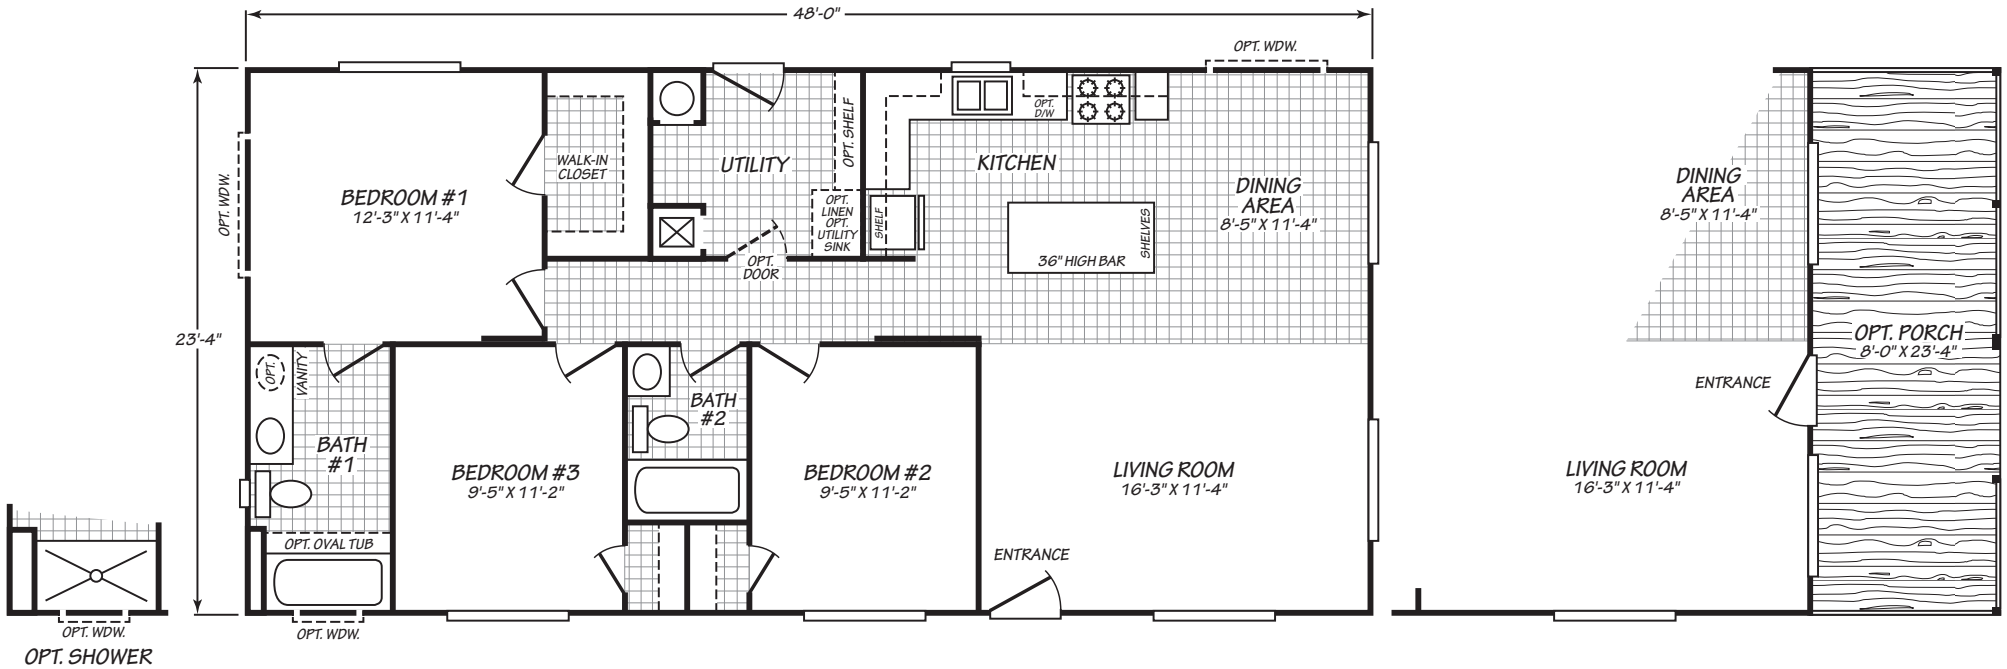 48'-0"
OPT. WDW.
23'-4"
OPT. WDW.
BEDROOM #1
12'-3" X 11'-4"
WALK-IN
CLOSET
UTILITY
OPT. SHELF
OPT.
LINEN
OPT.
UTILITY
SINK
OPT.
DOOR
SHELF
KITCHEN
OPT.
D/W
36" HIGH BAR
SHELVES
DINING
AREA
8'-5" X 11'-4"
OPT.
VANITY
BATH
#1
OPT. OVAL TUB
OPT. WDW.
BEDROOM #3
9'-5" X 11'-2"
BATH
#2
BEDROOM #2
9'-5" X 11'-2"
LIVING ROOM
16'-3" X 11'-4"
ENTRANCE
OPT. WDW.
OPT. SHOWER
DINING
AREA
8'-5" X 11'-4"
OPT. PORCH
8'-0" X 23'-4"
ENTRANCE
LIVING ROOM
16'-3" X 11'-4"